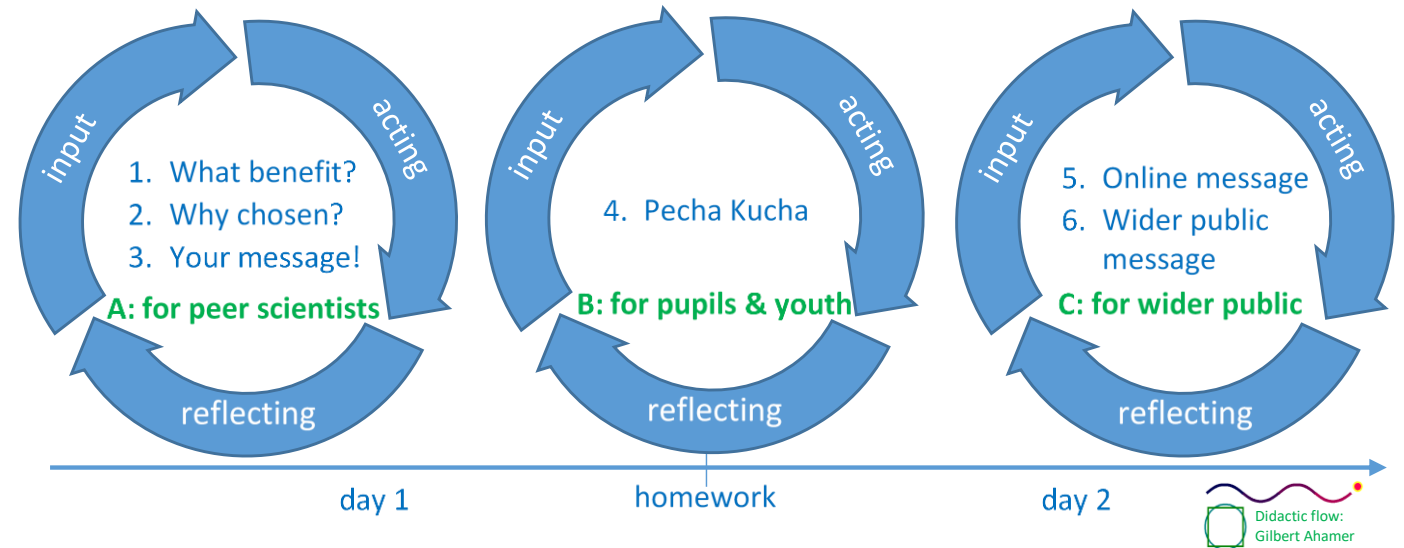 input
acting
1. What benefit?
2. Why chosen?
3. Your message!
A: for peer scientists
reflecting
input
acting
4. Pecha Kucha
B: for pupils & youth
reflecting
input
acting
5. Online message
6. Wider public
message
C: for wider public
reflecting
day 1
homework
day 2
Didactic flow:
Gilbert Ahamer